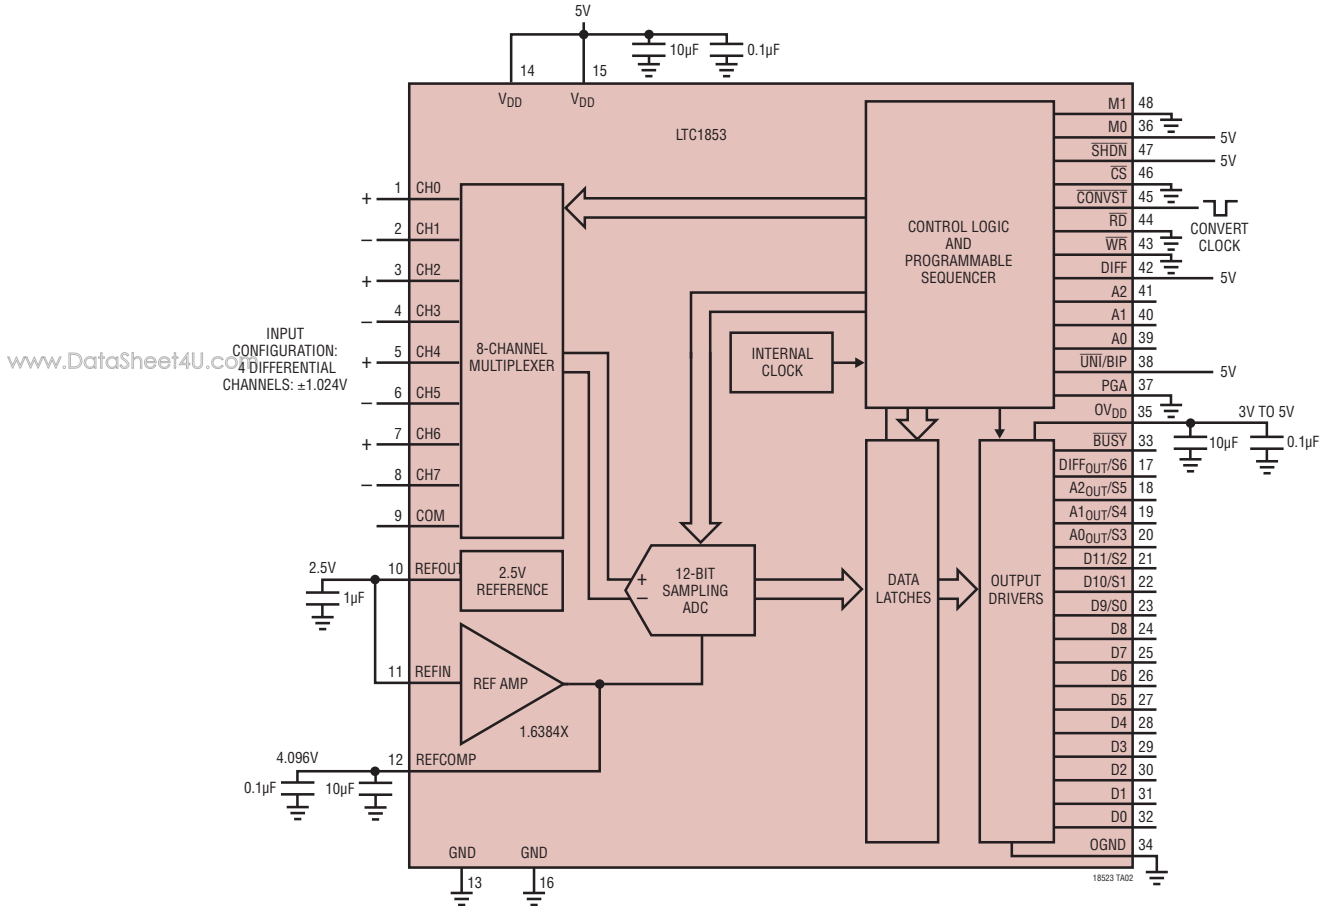 5V
10µF
0.1µF
14
15
VDD
VDD
LTC1853
1 CH0
+
2 CH1
–
3 CH2
+
4 CH3
–
5 CH4
+
6 CH5
–
7 CH6
+
8 CH7
–
9 COM
INPUT
CONFIGURATION:
4 DIFFERENTIAL
CHANNELS: ±1.024V
www.DataSheet4U.com
8-CHANNEL
MULTIPLEXER
CONTROL LOGIC
AND
PROGRAMMABLE
SEQUENCER
INTERNAL
CLOCK
M1 48
M0 36
5V
SHDN 47
5V
CS 46
CONVST 45
CONVERT
CLOCK
RD 44
WR 43
DIFF 42
5V
A2 41
A1 40
A0 39
UNI/BIP 38
5V
PGA 37
OVDD 35
3V TO 5V
10µF
0.1µF
BUSY 33
DIFFOUT/S6 17
A2OUT/S5 18
A1OUT/S4 19
A0OUT/S3 20
D11/S2 21
D10/S1 22
D9/S0 23
D8 24
D7 25
D6 26
D5 27
D4 28
D3 29
D2 30
D1 31
D0 32
OGND 34
2.5V
1µF
10 REFOUT
2.5V
REFERENCE
+
–
12-BIT
SAMPLING
ADC
DATA
LATCHES
OUTPUT
DRIVERS
11 REFIN
REF AMP
1.6384X
4.096V
12 REFCOMP
0.1µF
10µF
GND
GND
13
16
18523 TA02